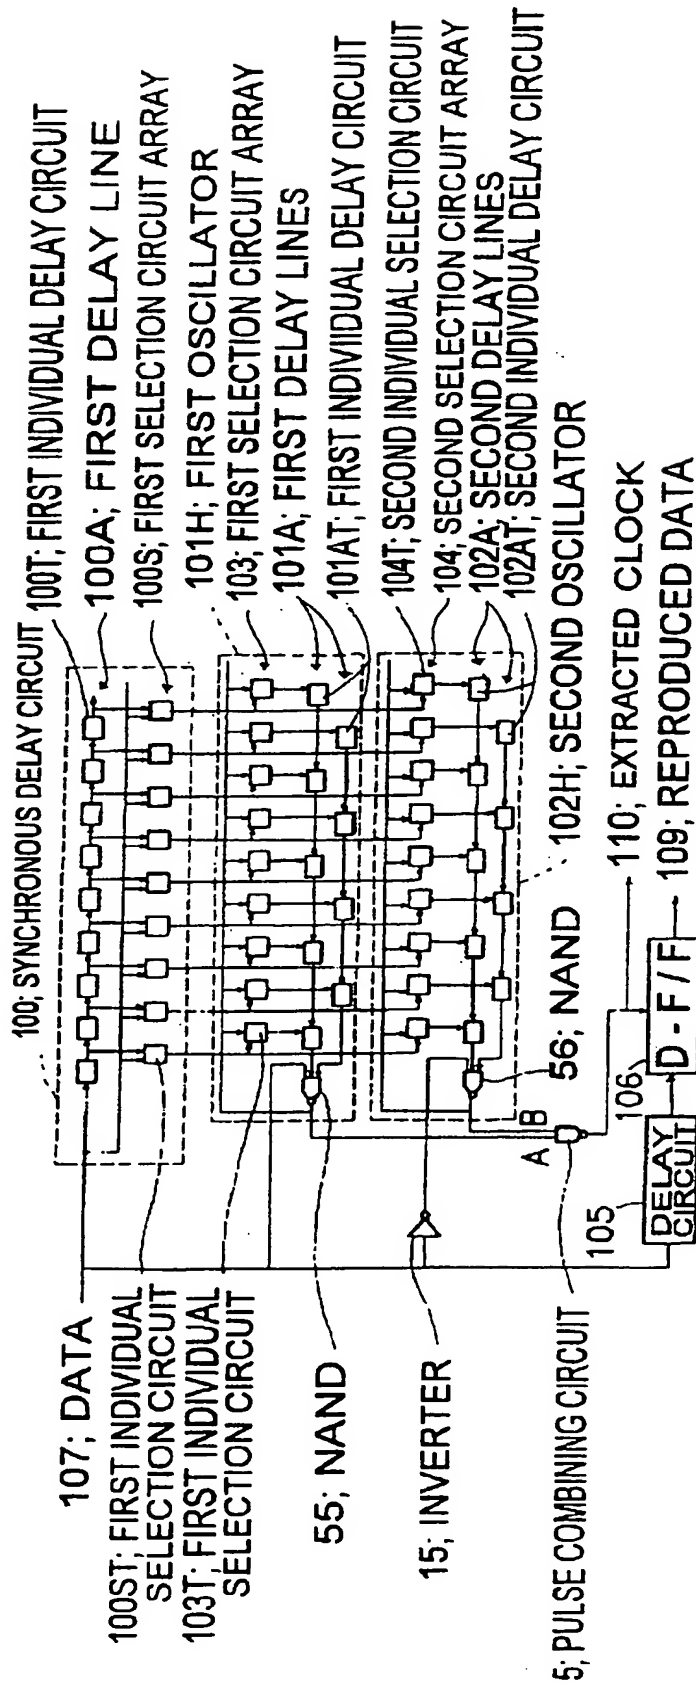 100; SYNCHRONOUS DELAY CIRCUIT
100T; FIRST INDIVIDUAL DELAY CIRCUIT
100A; FIRST DELAY LINE
100S; FIRST SELECTION CIRCUIT ARRAY
101H; FIRST OSCILLATOR
103; FIRST SELECTION CIRCUIT ARRAY
101A; FIRST DELAY LINES
101AT; FIRST INDIVIIDUAL DELAY CIRCUIT
104T; SECOND INDIVIDUAL SELECTION CIRCUIT
104; SECOND SELECTION CIRCUIT ARRAY
102A; SECOND DELAY LINES
102AT; SECOND INDIVIDUAL DELAY CIRCUIT
102H; SECOND OSCILLATOR
107; DATA
100ST; FIRST INDIVIDUAL
SELECTION CIRCUIT
103T; FIRST INDIVIDUAL
SELECTION CIRCUIT
55; NAND
15; INVERTER
5; PULSE COMBINING CIRCUIT
A
B
56; NAND
110; EXTRACTED CLOCK
109; REPRODUCED DATA
105
DELAY
CIRCUIT
106
D - F / F